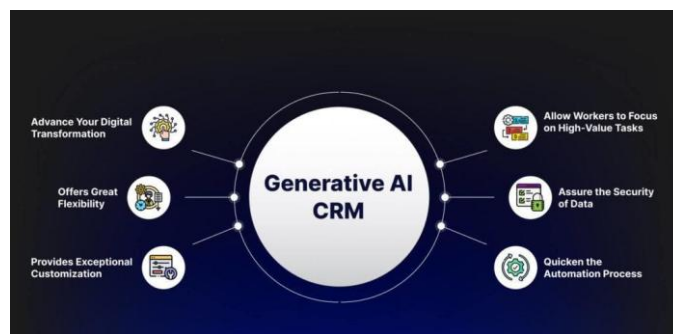 Advance Your Digital
Transformation
Offers Great
Flexibility
Provides Exceptional
Customization
Generative AI
CRM
Allow Workers to Focus
on High-Value Tasks
Assure the Security
of Data
Quicken the
Automation Process